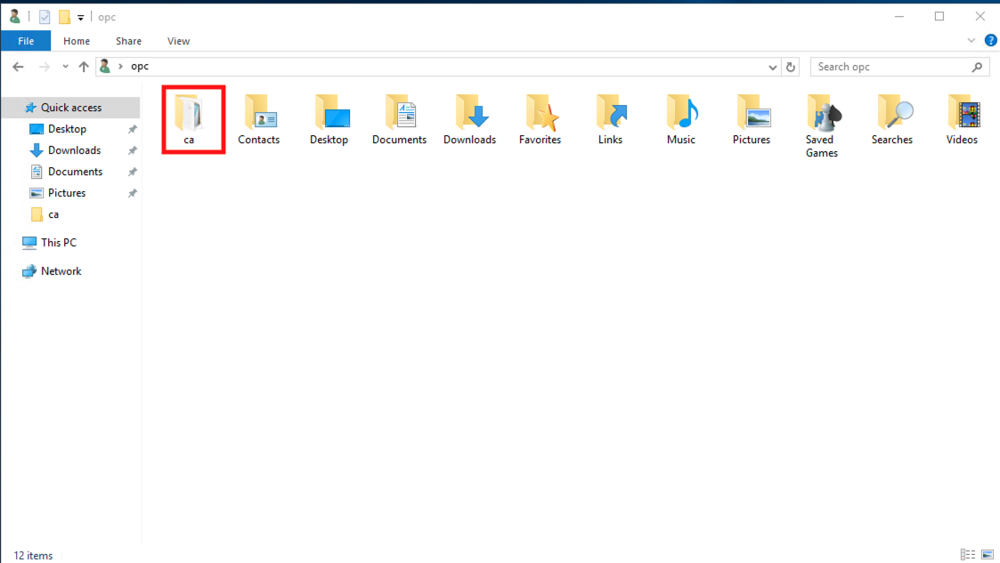 opc
File Home Share View
opc
Search opc
Quick access
Desktop
Downloads
Documents
Pictures
ca
This PC
Network
ca
Contacts
Desktop
Documents
Downloads
Favorites
Links
Music
Pictures
Saved
Games
Searches
Videos
12 items